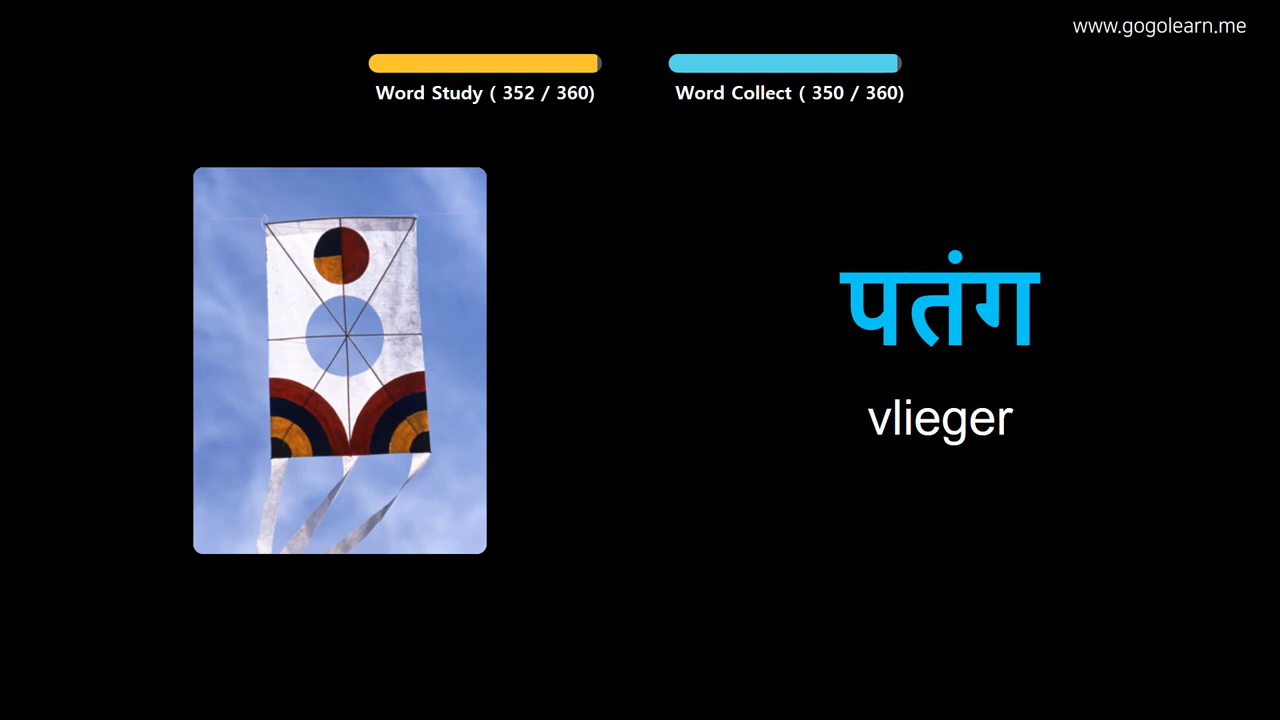 www.gogolearn.me
Word Study ( 352 / 360)
Word Collect ( 350 / 360)
पतंग
vlieger